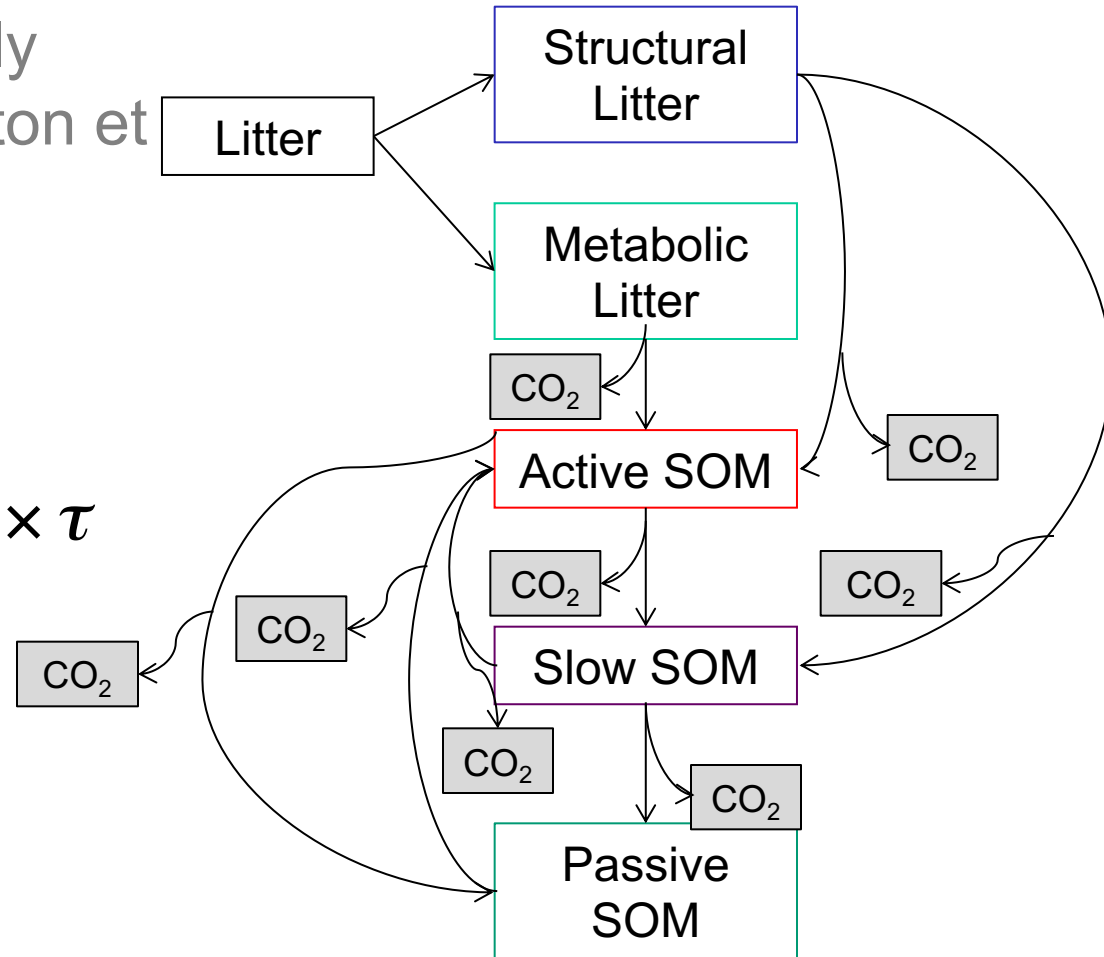 ly
ton et
Litter
Structural
Litter
Metabolic
Litter
CO₂
Active SOM
CO₂
× τ
CO₂
CO₂
CO₂
CO₂
Slow SOM
CO₂
CO₂
CO₂
Passive
SOM